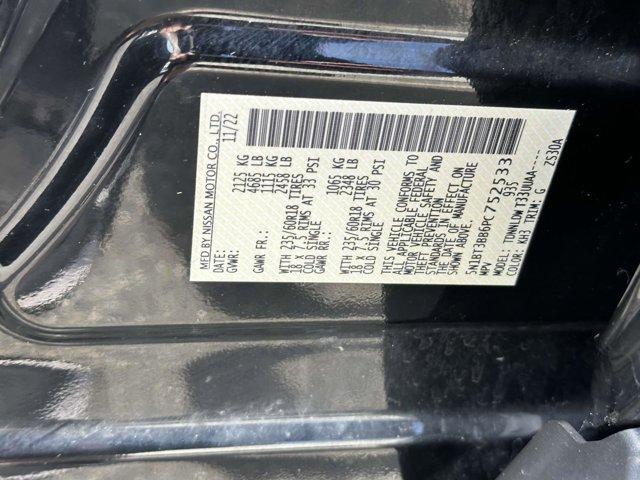 MFD BY NISSAN MOTOR CO., LTD.
DATE: 11/22
GVWR: 2125 KG
4685 LB
GAWR FR.: 1115 KG
2458 LB
WITH 235/60R18 TIRES
18 x 7.5 RIMS AT 33 PSI
COLD SINGLE
GAWR RR.: 1065 KG
2348 LB
WITH 235/60R18 TIRES
18 x 7.5 RIMS AT 30 PSI
COLD SINGLE
THIS VEHICLE CONFORMS TO
ALL APPLICABLE FEDERAL
MOTOR VEHICLE SAFETY AND
THEFT PREVENTION
STANDARDS IN EFFECT ON
THE DATE OF MANUFACTURE
SHOWN ABOVE.
5N1BT3BB6PC752533
MPV 935
MODEL: TDWNLDWT33UUAA----
COLOR: KH3 TRIM: G ZS30A